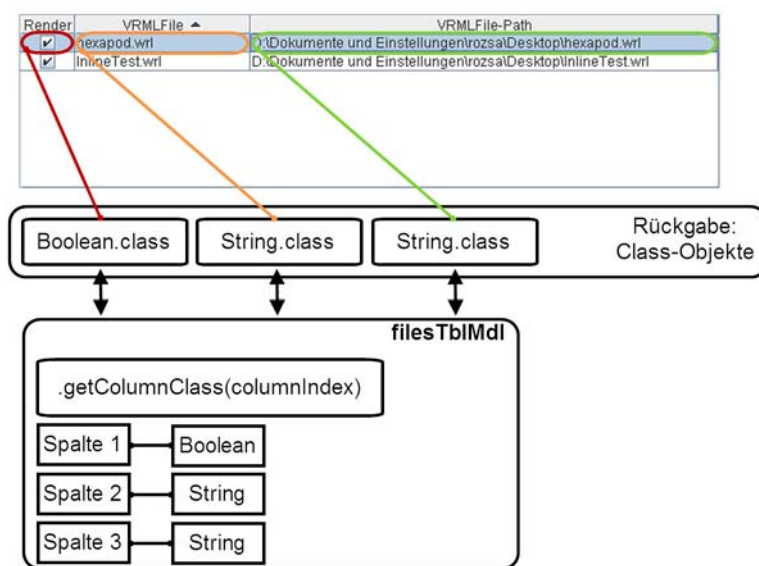 Render VRMLFile VRMLFile-Path
hexapod.wrl D:\Dokumente und Einstellungen\rozsa\Desktop\hexapod.wrl
InlineTest.wrl D:\Dokumente und Einstellungen\rozsa\Desktop\InlineTest.wrl
Boolean.class String.class String.class Rückgabe:
Class-Objekte
filesTblMdl
.getColumnClass(columnIndex)
Spalte 1 Boolean
Spalte 2 String
Spalte 3 String